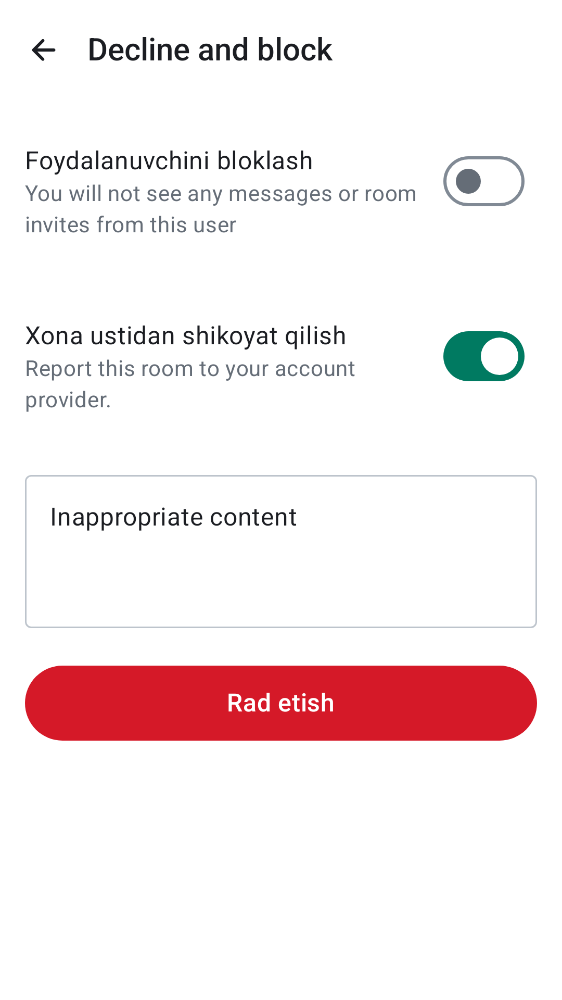 Decline and block
Foydalanuvchini bloklash
You will not see any messages or room
invites from this user
Xona ustidan shikoyat qilish
Report this room to your account
provider.
Inappropriate content
Rad etish